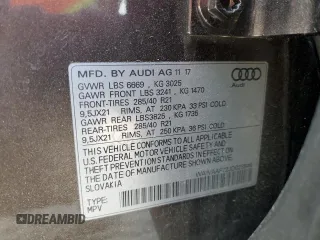 MFD. BY AUDI AG 11 17
GVWR LBS 6669 , KG 3025
GAWR FRONT LBS 3241 , KG 1470
FRONT-TIRES: 285/40 R21
9,5JX21 RIMS, AT 230 KPA, 33 PSI COLD
GAWR REAR LBS3825 , KG 1735
REAR-TIRES: 285/40 R21
9,5JX21 RIMS, AT 250 KPA, 36 PSI COLD
THIS VEHICLE CONFORMS TO ALL APPLICABLE
U.S. FEDERAL MOTOR VEHICLE SAFETY AND
THEFT PREVENTION STANDARDS IN EFFECT ON
THE DATE OF MANUFACTURE SHOWN ABOVE.
SLOVAKIA
TYPE:
MPV
Audi
DREAMBID